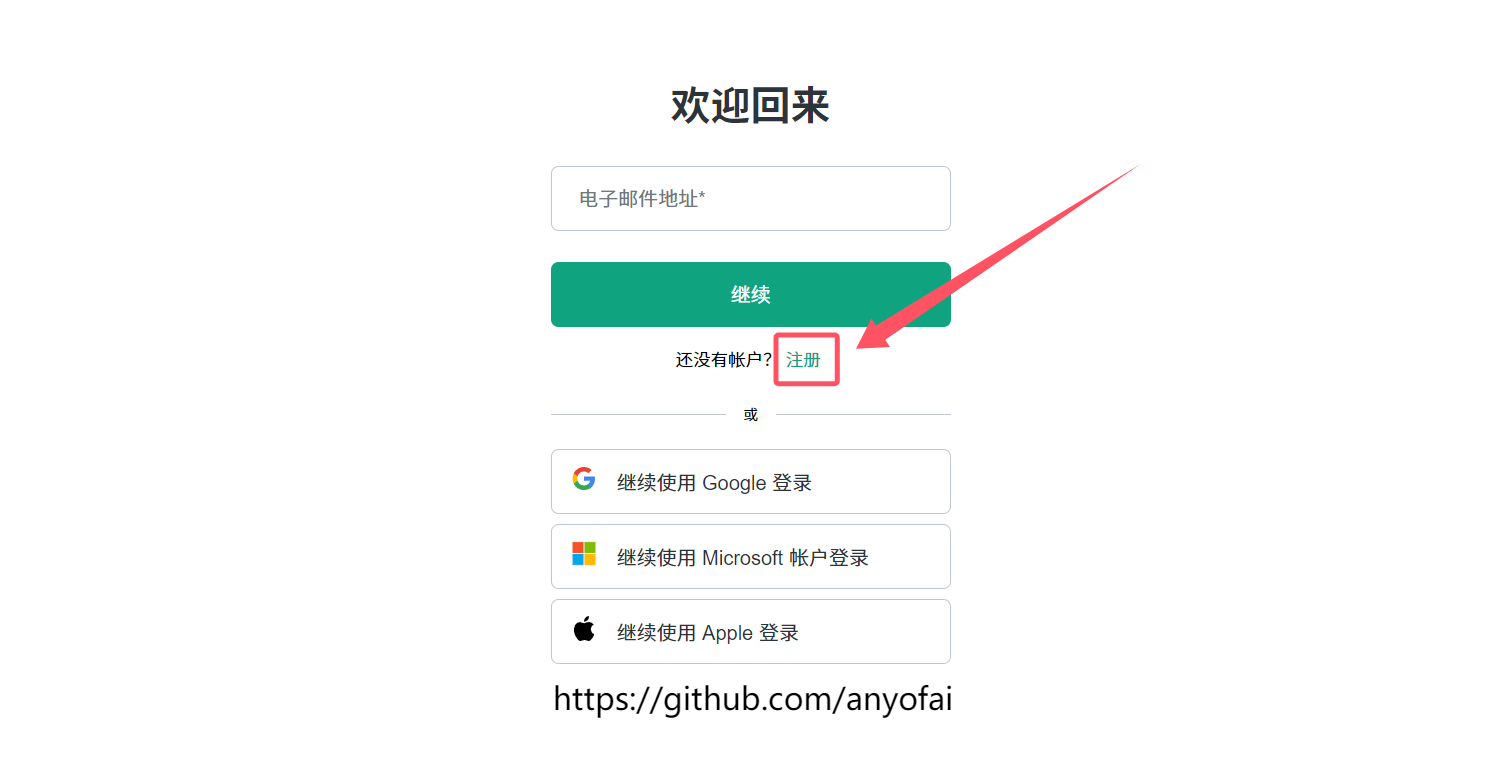 欢迎回来
电子邮件地址*
继续
还没有帐户？注册
或
继续使用 Google 登录
继续使用 Microsoft 帐户登录
继续使用 Apple 登录
https://github.com/anyofai